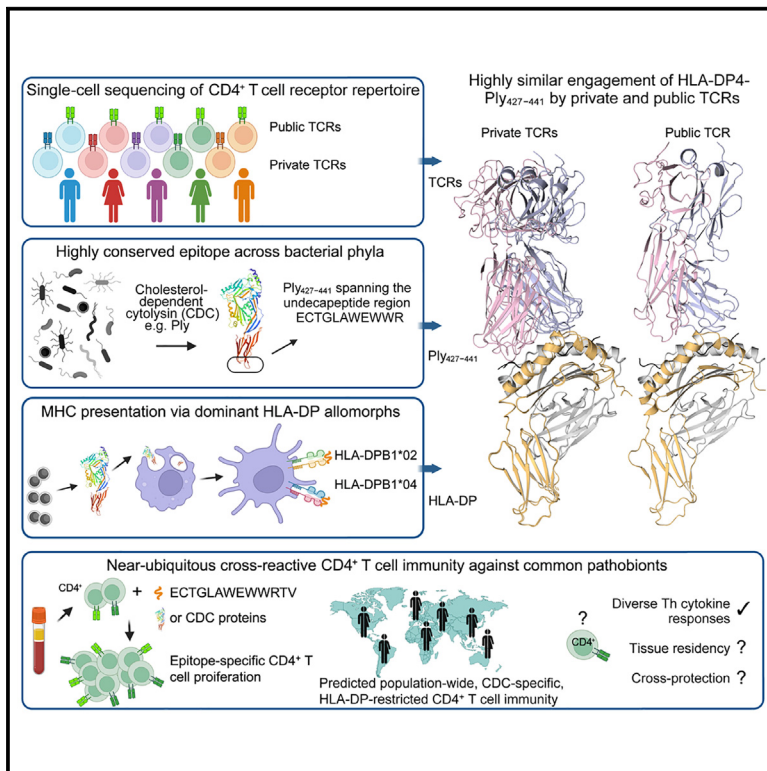 Single-cell sequencing of CD4⁺ T cell receptor repertoire
Public TCRs
Private TCRs
Highly conserved epitope across bacterial phyla
Cholesterol-
dependent
cytolysin (CDC)
e.g. Ply
Ply₄₂₇₋₄₄₁ spanning the
undecapeptide region
ECTGLAWEWWR
MHC presentation via dominant HLA-DP allomorphs
HLA-DPB1*02
HLA-DPB1*04
Highly similar engagement of HLA-DP4-
Ply₄₂₇₋₄₄₁ by private and public TCRs
Private TCRs
Public TCR
TCRs
Ply₄₂₇₋₄₄₁
HLA-DP
Near-ubiquitous cross-reactive CD4⁺ T cell immunity against common pathobionts
CD4⁺
+
ECTGLAWEWWRTV
or CDC proteins
Epitope-specific CD4⁺ T
cell proliferation
Predicted population-wide, CDC-specific,
HLA-DP-restricted CD4⁺ T cell immunity
?
CD4⁺
Diverse Th cytokine
responses ✓
Tissue residency ?
Cross-protection ?